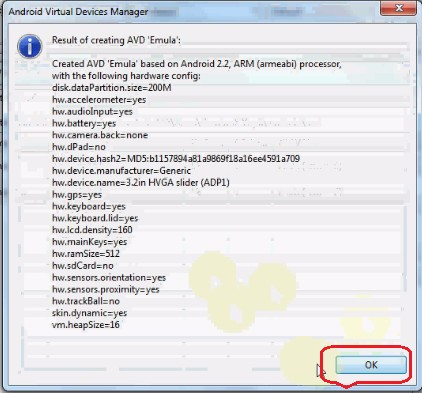 Android Virtual Devices Manager
Result of creating AVD 'Emula':
Created AVD 'Emula' based on Android 2.2, ARM (armeabi) processor,
with the following hardware config:
disk.dataPartition.size=200M
hw.accelerometer=yes
hw.audioInput=yes
hw.battery=yes
hw.camera.back=none
hw.dPad=no
hw.device.hash2=MD5:b1157894a81a9869f18a16ee4591a709
hw.device.manufacturer=Generic
hw.device.name=3.2in HVGA slider (ADP1)
hw.gps=yes
hw.keyboard=yes
hw.keyboard.lid=yes
hw.lcd.density=160
hw.mainKeys=yes
hw.ramSize=512
hw.sdCard=no
hw.sensors.orientation=yes
hw.sensors.proximity=yes
hw.trackBall=no
skin.dynamic=yes
vm.heapSize=16
OK